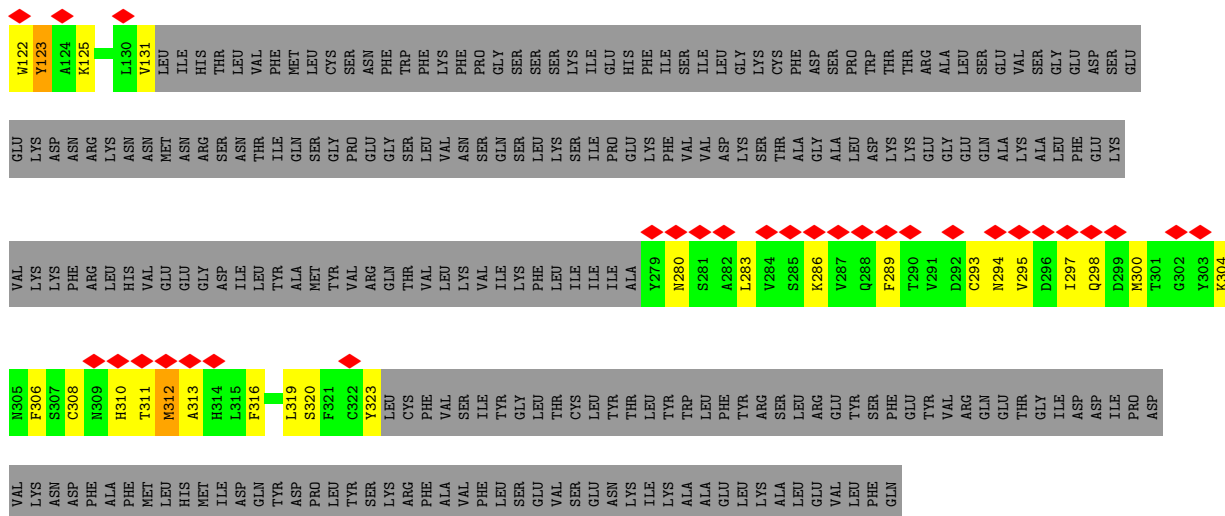 W122 Y123 A124 K125 L130 V131 LEU ILE HIS THR LEU VAL PHE MET LEU CYS SER ASN PHE TRP PHE LYS PHE PRO GLY SER SER SER LYS ILE GLU HIS PHE ILE SER ILE LEU GLY LYS CYS PHE ASP SER PRO TRP THR THR ARG ALA LEU SER GLU VAL SER GLY GLU ASP SER GLU
GLU LYS ASP ASN ARG LYS ASN ASN MET ASN ARG SER ASN THR ILE GLN SER GLY PRO GLU GLY SER LEU VAL ASN SER GLN SER LEU LYS SER ILE PRO GLU LYS PHE VAL VAL ASP LYS SER THR ALA GLY ALA LEU ASP LYS LYS GLU GLY GLU GLN ALA LYS ALA LEU PHE GLU LYS
VAL LYS LYS PHE ARG LEU HIS VAL GLU GLU GLY ASP ILE LEU TYR ALA MET TYR VAL ARG GLN THR VAL LEU LYS VAL ILE LYS PHE LEU ILE ILE ILE ALA Y279 N280 S281 A282 L283 V284 S285 K286 V287 Q288 F289 T290 V291 D292 C293 N294 V295 D296 I297 Q298 D299 M300 T301 G302 Y303 K304
N305 F306 S307 C308 N309 H310 T311 M312 A313 H314 L315 F316 L319 S320 F321 C322 Y323 LEU CYS PHE VAL SER ILE TYR GLY LEU THR CYS LEU TYR THR LEU TYR TRP LEU PHE TYR ARG SER LEU ARG GLU TYR SER PHE GLU TYR VAL ARG GLN GLU THR GLY ILE ASP ASP ILE PRO ASP
VAL LYS ASN ASP PHE ALA PHE MET LEU HIS MET ILE ASP GLN TYR ASP PRO LEU TYR SER LYS ARG PHE ALA VAL PHE LEU SER GLU VAL SER GLU ASN LYS ILE LYS ALA ALA GLU LEU LYS ALA LEU GLU VAL LEU PHE GLN